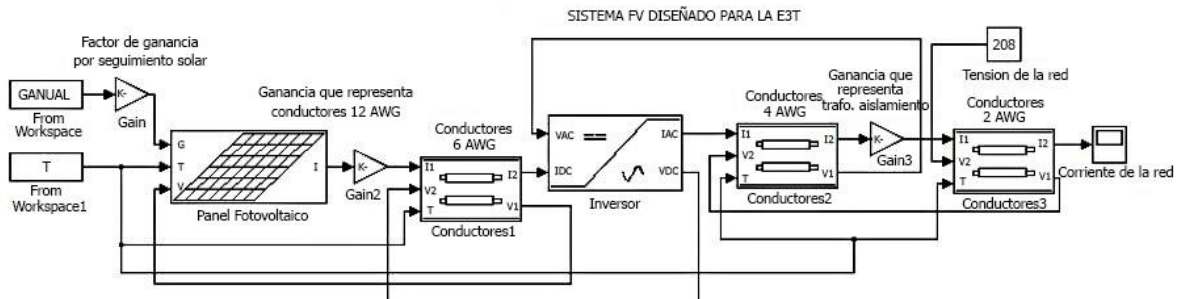 SISTEMA FV DISEÑADO PARA LA E3T
Factor de ganancia
por seguimiento solar
GANUAL
From
Workspace
K-
Gain
T
From
Workspace1
G
T
V
I
Panel Fotovoltaico
Ganancia que representa
conductores 12 AWG
K-
Gain2
Conductores
6 AWG
I1
V2
T
I2
V1
Conductores1
VAC
IDC
IAC
VDC
Inversor
Conductores
4 AWG
I1
V2
T
I2
V1
Conductores2
Ganancia que
representa
trafo. aislamiento
K-
Gain3
208
Tension de la red
Conductores
2 AWG
I1
V2
T
I2
V1
Conductores3
Corriente de la red